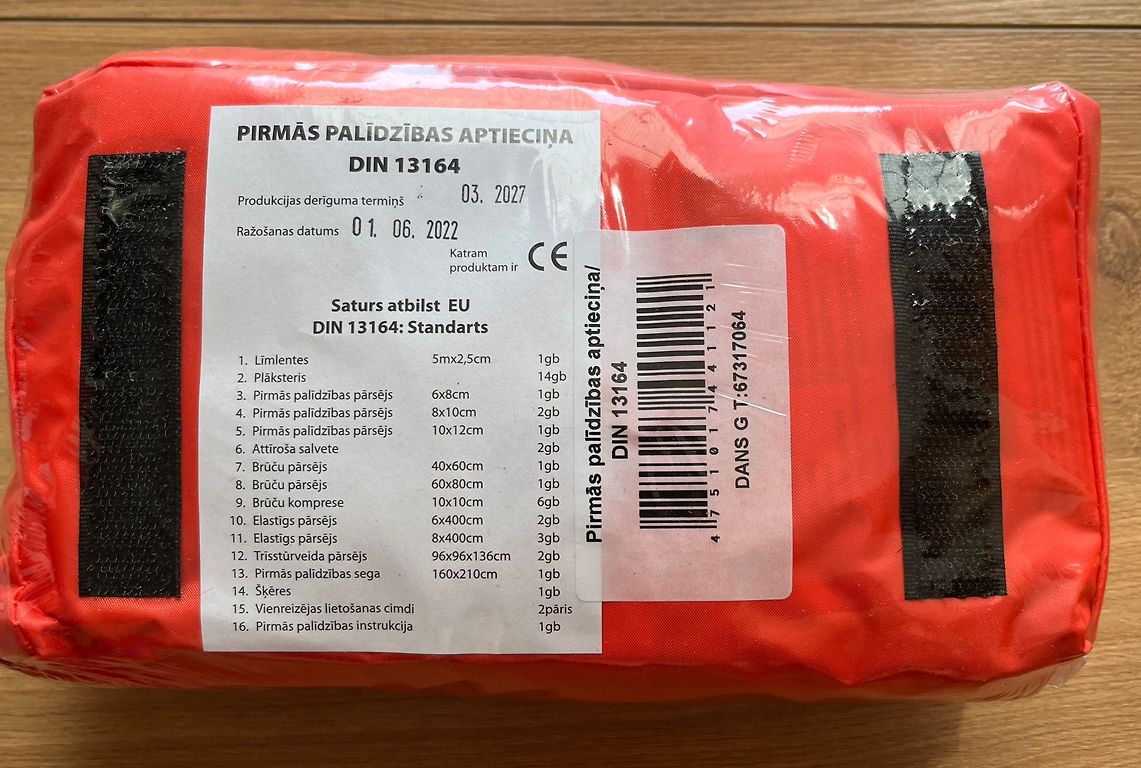 PIRMĀS PALĪDZĪBAS APTIECIŅA
DIN 13164
Produkcijas derīguma termiņš 03. 2027
Ražošanas datums 01. 06. 2022
Katram
produktam ir CE
Saturs atbilst EU
DIN 13164: Standarts
1. Līmlentes 5mx2,5cm 1gb
2. Plāksteris 14gb
3. Pirmās palīdzības pārsējs 6x8cm 1gb
4. Pirmās palīdzības pārsējs 8x10cm 2gb
5. Pirmās palīdzības pārsējs 10x12cm 1gb
6. Attīroša salvete 2gb
7. Brūču pārsējs 40x60cm 1gb
8. Brūču pārsējs 60x80cm 1gb
9. Brūču komprese 10x10cm 6gb
10. Elastīgs pārsējs 6x400cm 2gb
11. Elastīgs pārsējs 8x400cm 3gb
12. Trisstūrveida pārsējs 96x96x136cm 2gb
13. Pirmās palīdzības sega 160x210cm 1gb
14. Šķēres 1gb
15. Vienreizējas lietošanas cimdi 2pāris
16. Pirmās palīdzības instrukcija 1gb
Pirmās palīdzības aptieciņa/
DIN 13164
4751017441121
DANS G T:67317064